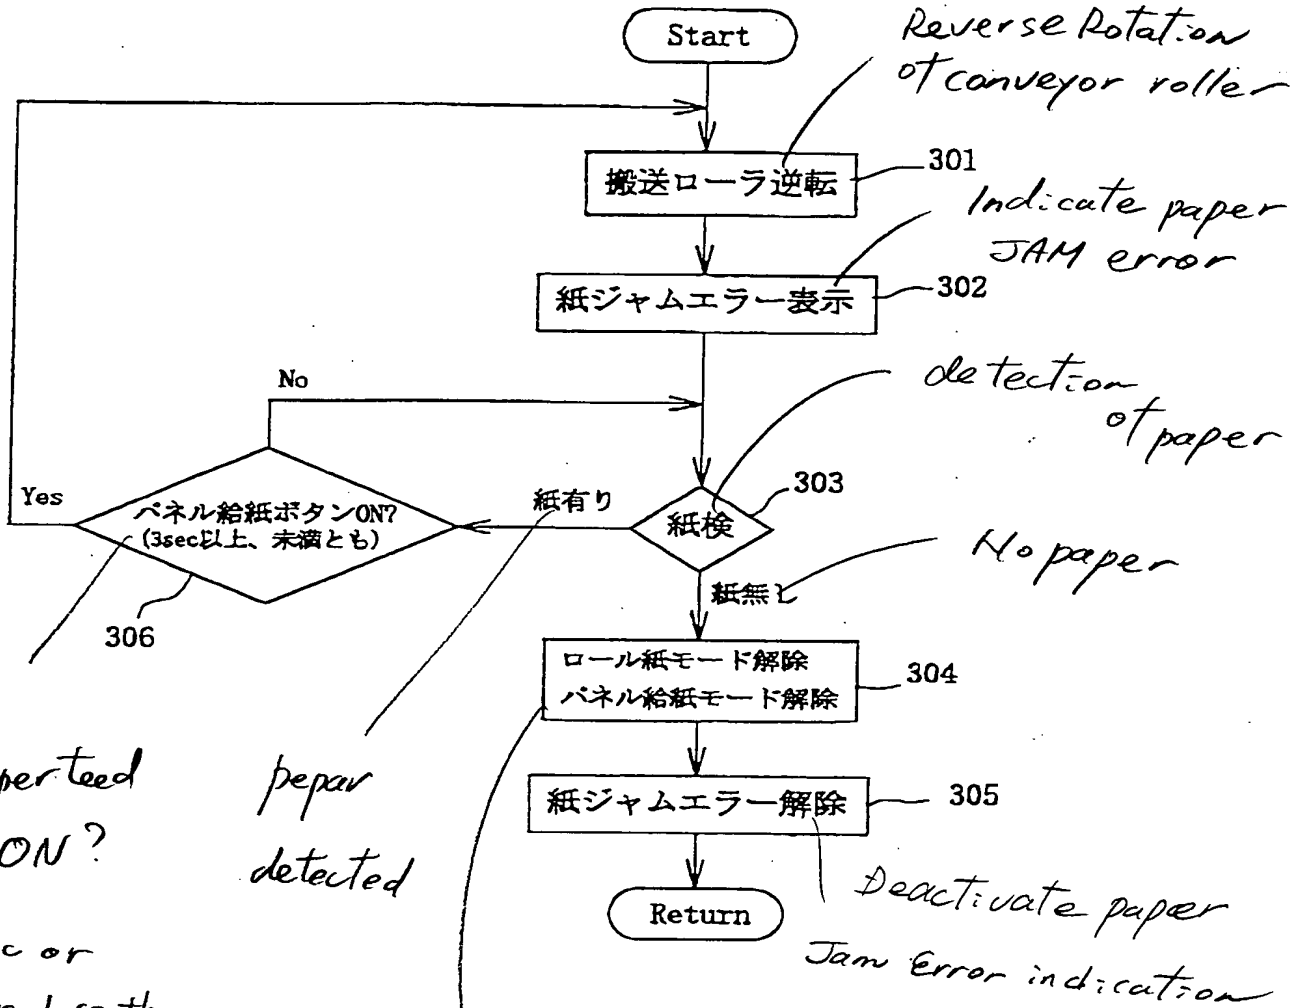 Start
Reverse Rotation
of conveyor roller
搬送ローラ逆転
301
Indicate paper
JAM error
紙ジャムエラー表示
302
No
detection
of paper
Yes
パネル給紙ボタンON?
(3sec以上、未満とも)
306
紙有り
紙検
303
No paper
紙無し
ロール紙モード解除
パネル給紙モード解除
304
feed
ON?
pepar
detected
紙ジャムエラー解除
305
Return
Deactivate paper
Jam Error indication
or